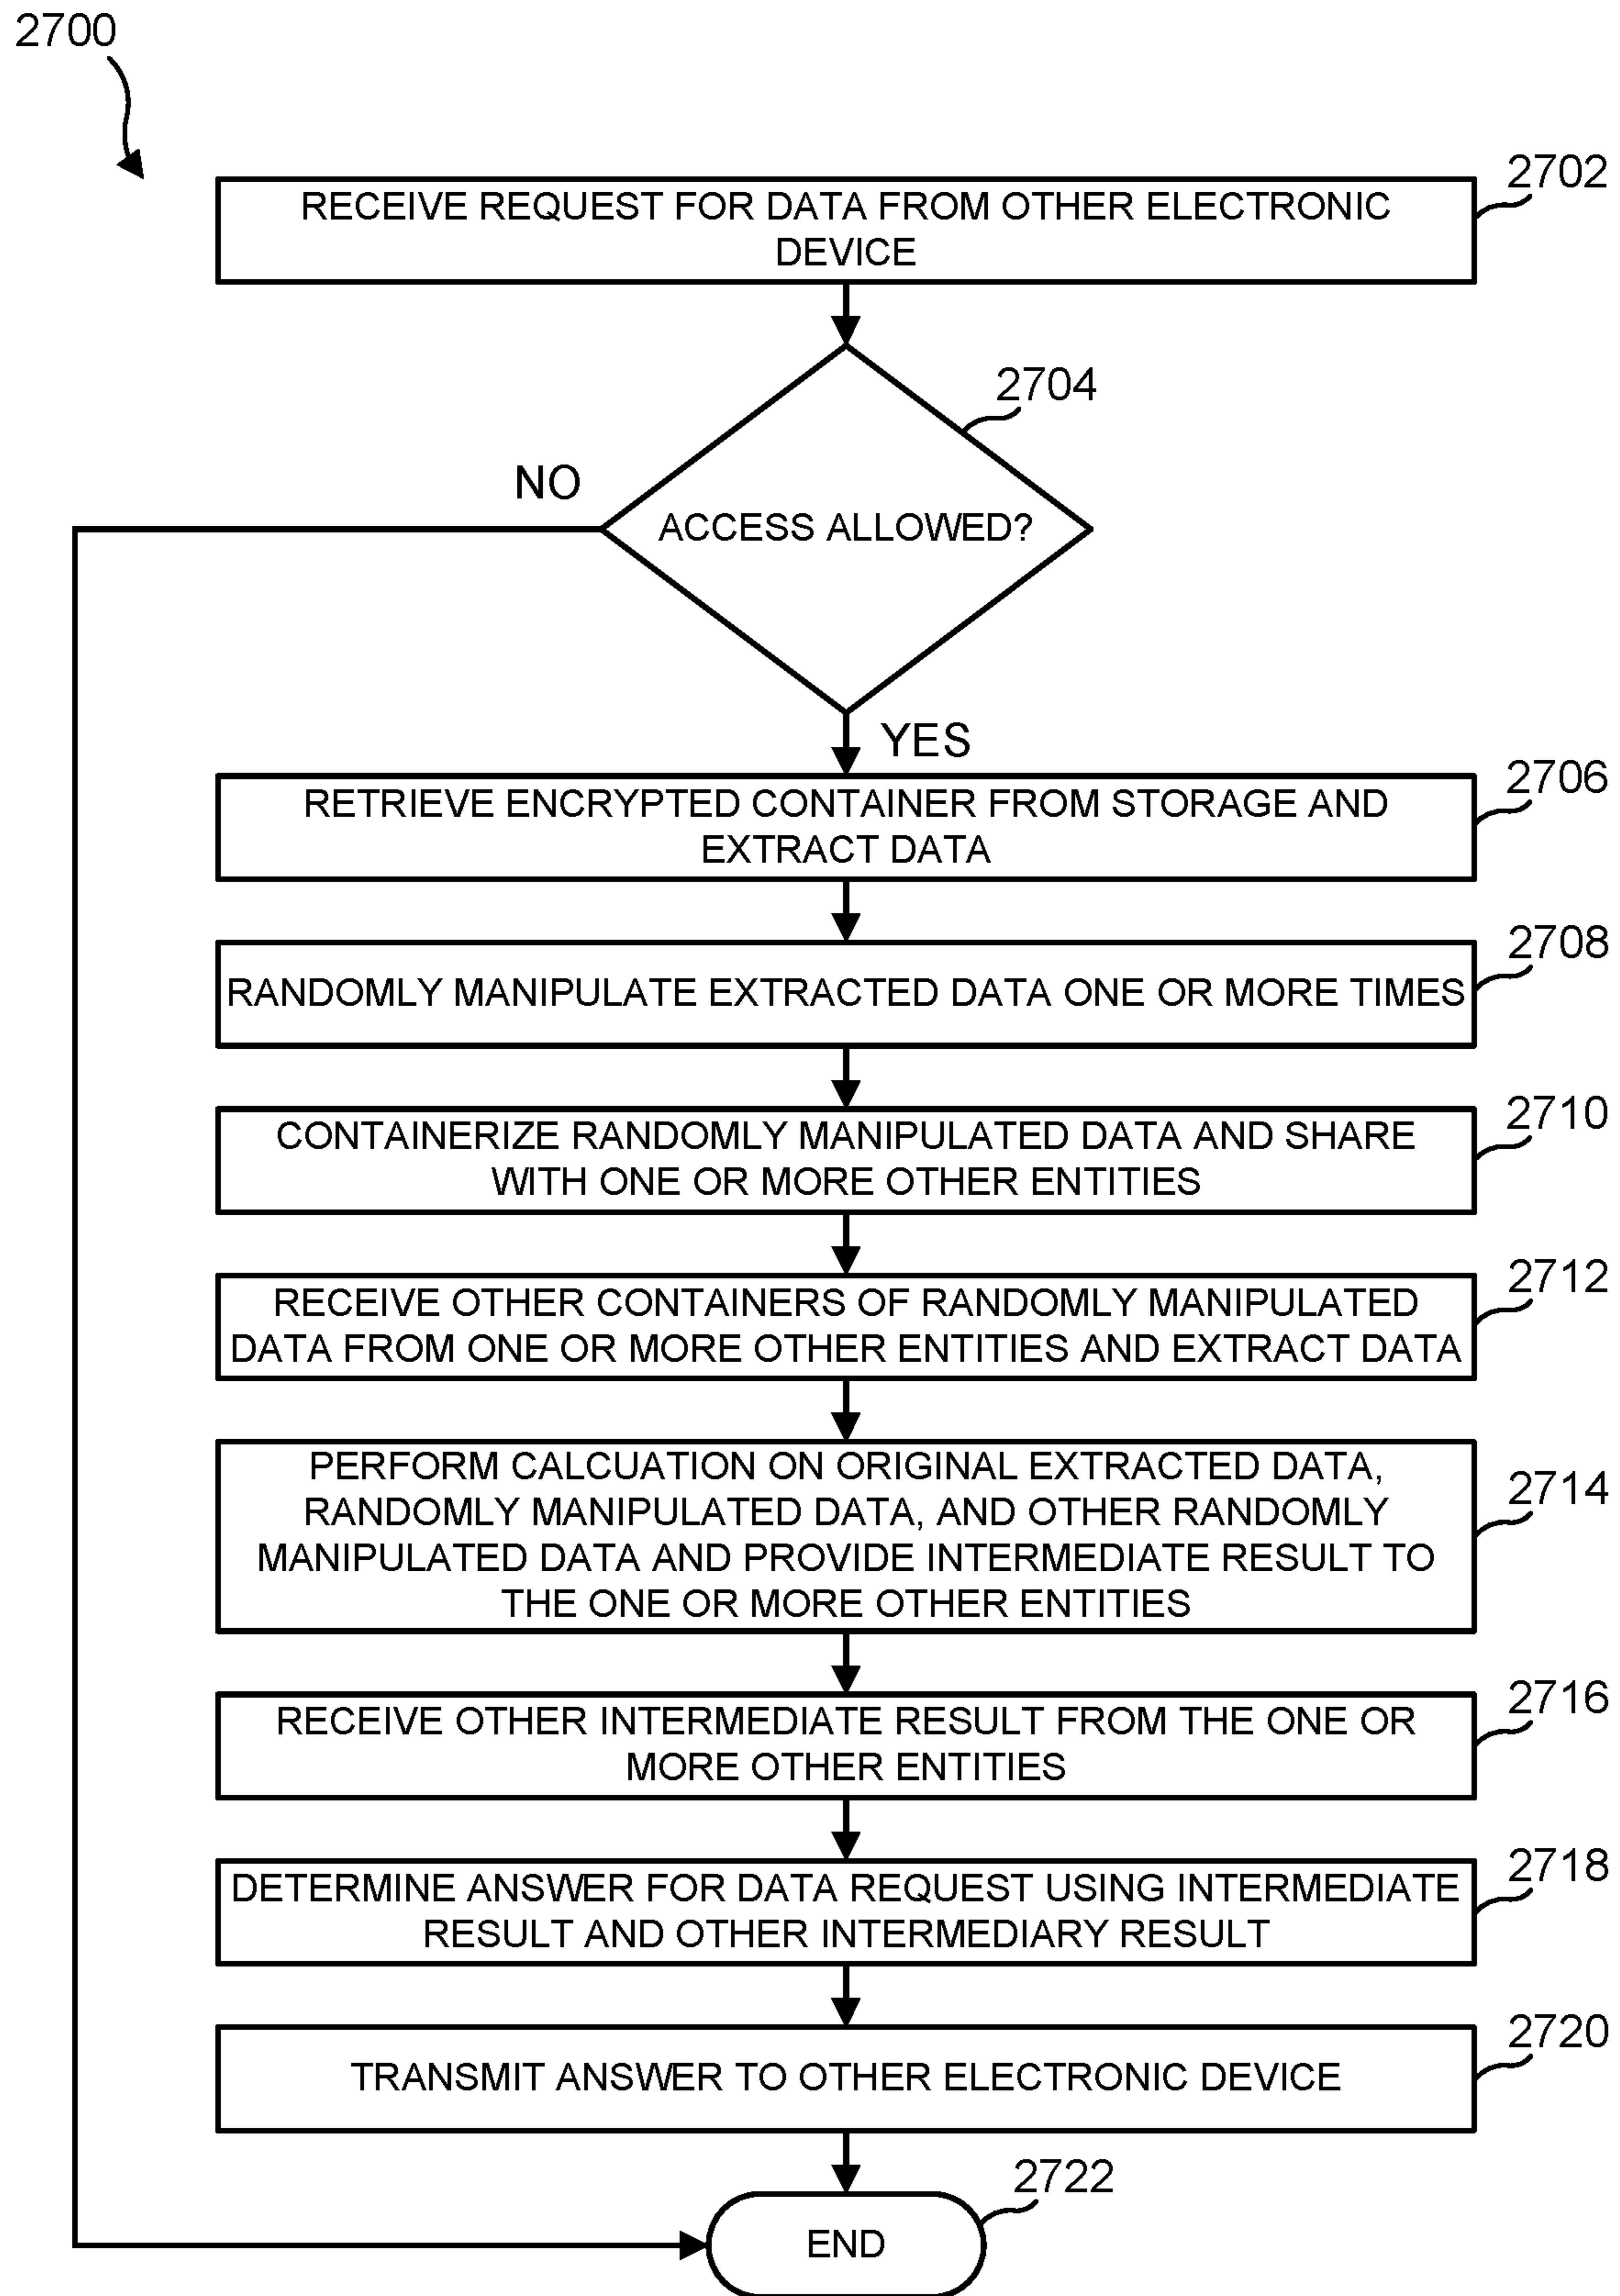 2700
2702
RECEIVE REQUEST FOR DATA FROM OTHER ELECTRONIC
DEVICE
2704
NO
ACCESS ALLOWED?
YES
2706
RETRIEVE ENCRYPTED CONTAINER FROM STORAGE AND
EXTRACT DATA
2708
RANDOMLY MANIPULATE EXTRACTED DATA ONE OR MORE TIMES
2710
CONTAINERIZE RANDOMLY MANIPULATED DATA AND SHARE
WITH ONE OR MORE OTHER ENTITIES
2712
RECEIVE OTHER CONTAINERS OF RANDOMLY MANIPULATED
DATA FROM ONE OR MORE OTHER ENTITIES AND EXTRACT DATA
2714
PERFORM CALCUATION ON ORIGINAL EXTRACTED DATA,
RANDOMLY MANIPULATED DATA, AND OTHER RANDOMLY
MANIPULATED DATA AND PROVIDE INTERMEDIATE RESULT TO
THE ONE OR MORE OTHER ENTITIES
2716
RECEIVE OTHER INTERMEDIATE RESULT FROM THE ONE OR
MORE OTHER ENTITIES
2718
DETERMINE ANSWER FOR DATA REQUEST USING INTERMEDIATE
RESULT AND OTHER INTERMEDIARY RESULT
2720
TRANSMIT ANSWER TO OTHER ELECTRONIC DEVICE
2722
END